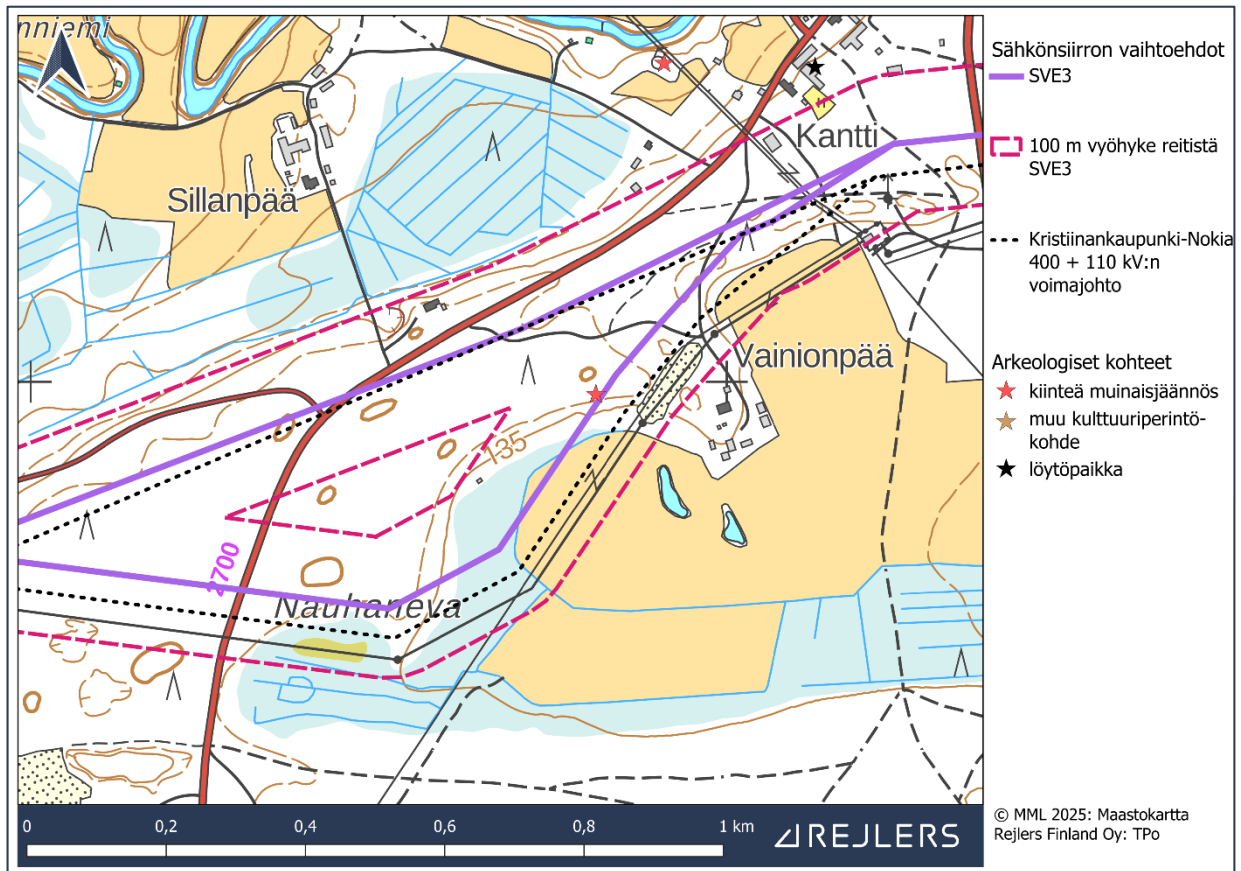 nniemi
Sillanpää
Kantti
Vainionpää
135
2700
Nauhaneva
Sähkönsiirron vaihtoehdot
SVE3
100 m vyöhyke reitistä
SVE3
Kristiinankaupunki-Nokia
400 + 110 kV:n
voimajohto
Arkeologiset kohteet
kiinteä muinaisjäännös
muu kulttuuriperintö-
kohde
löytöpaikka
0 0,2 0,4 0,6 0,8 1 km
REJLERS
© MML 2025: Maastokartta
Rejlers Finland Oy: TPo